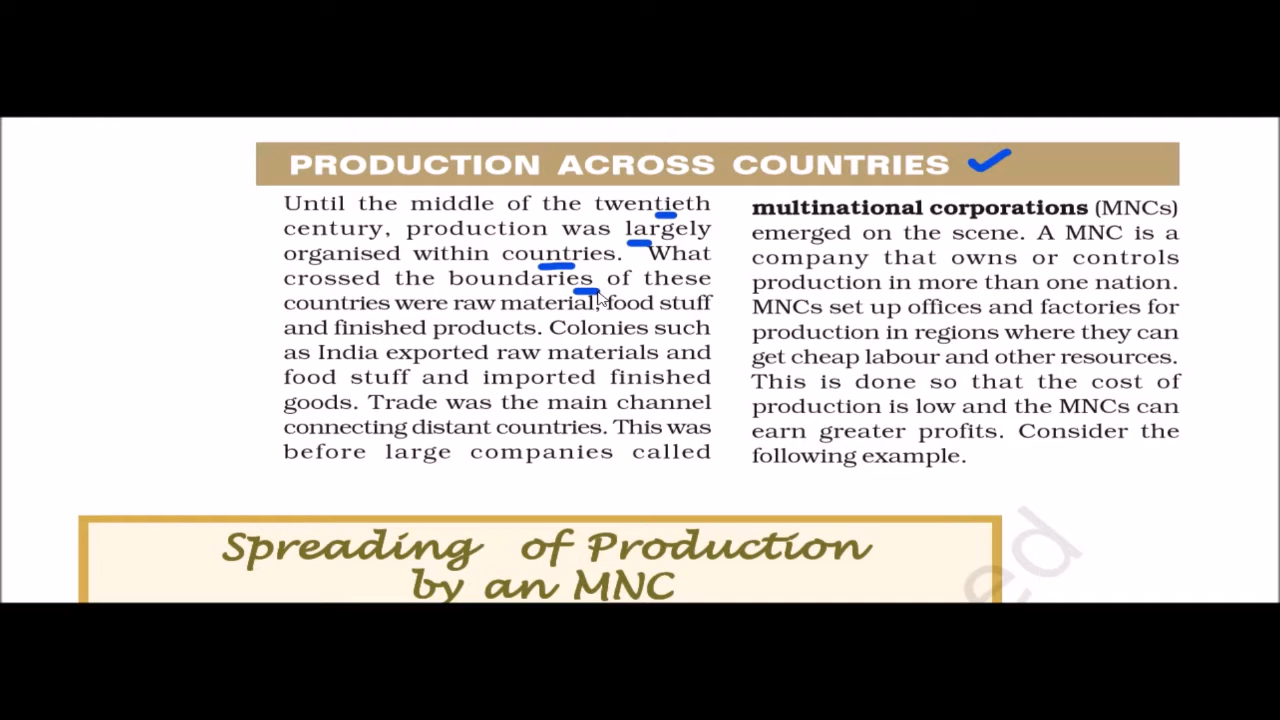 PRODUCTION ACROSS COUNTRIES
Until the middle of the twentieth
century, production was largely
organised within countries. What
crossed the boundaries of these
countries were raw material, food stuff
and finished products. Colonies such
as India exported raw materials and
food stuff and imported finished
goods. Trade was the main channel
connecting distant countries. This was
before large companies called
multinational corporations (MNCs)
emerged on the scene. A MNC is a
company that owns or controls
production in more than one nation.
MNCs set up offices and factories for
production in regions where they can
get cheap labour and other resources.
This is done so that the cost of
production is low and the MNCs can
earn greater profits. Consider the
following example.
Spreading of Production
by an MNC